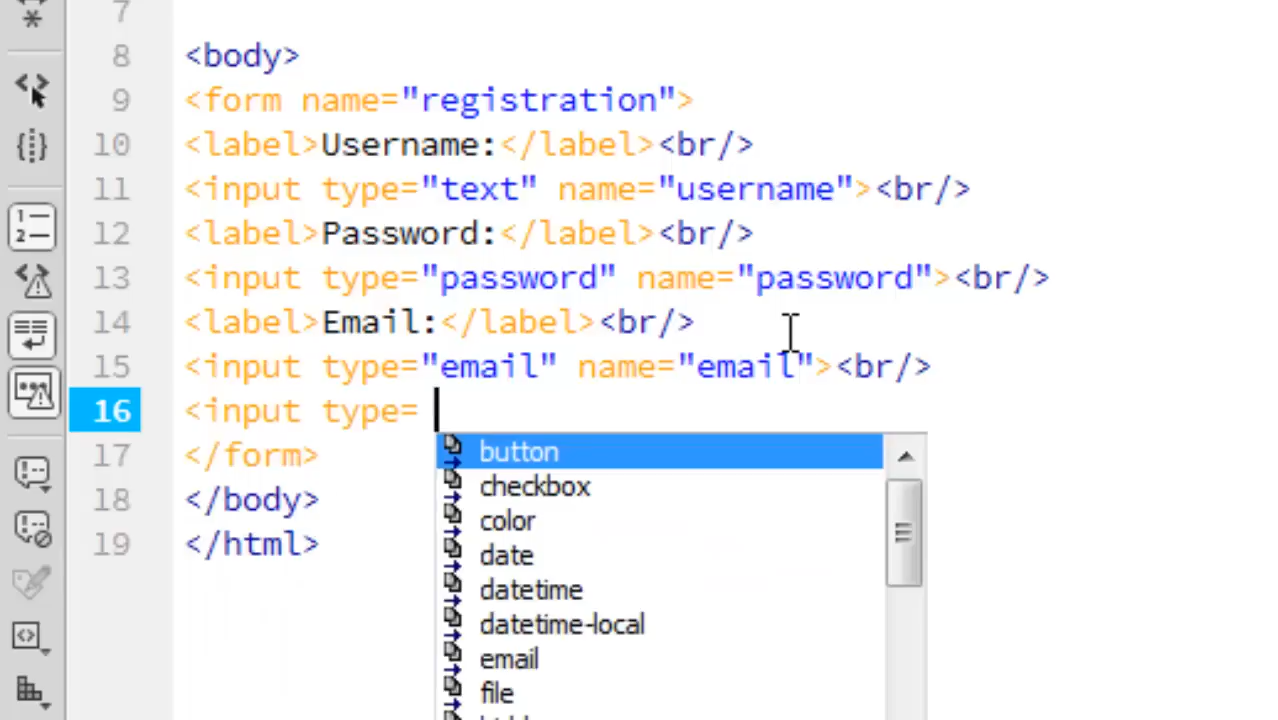 7
8 <body>
9 <form name="registration">
10 <label>Username:</label><br/>
11 <input type="text" name="username"><br/>
12 <label>Password:</label><br/>
13 <input type="password" name="password"><br/>
14 <label>Email:</label><br/>
15 <input type="email" name="email"><br/>
16 <input type=
17 </form>
18 </body>
19 </html>
button
checkbox
color
date
datetime
datetime-local
email
file